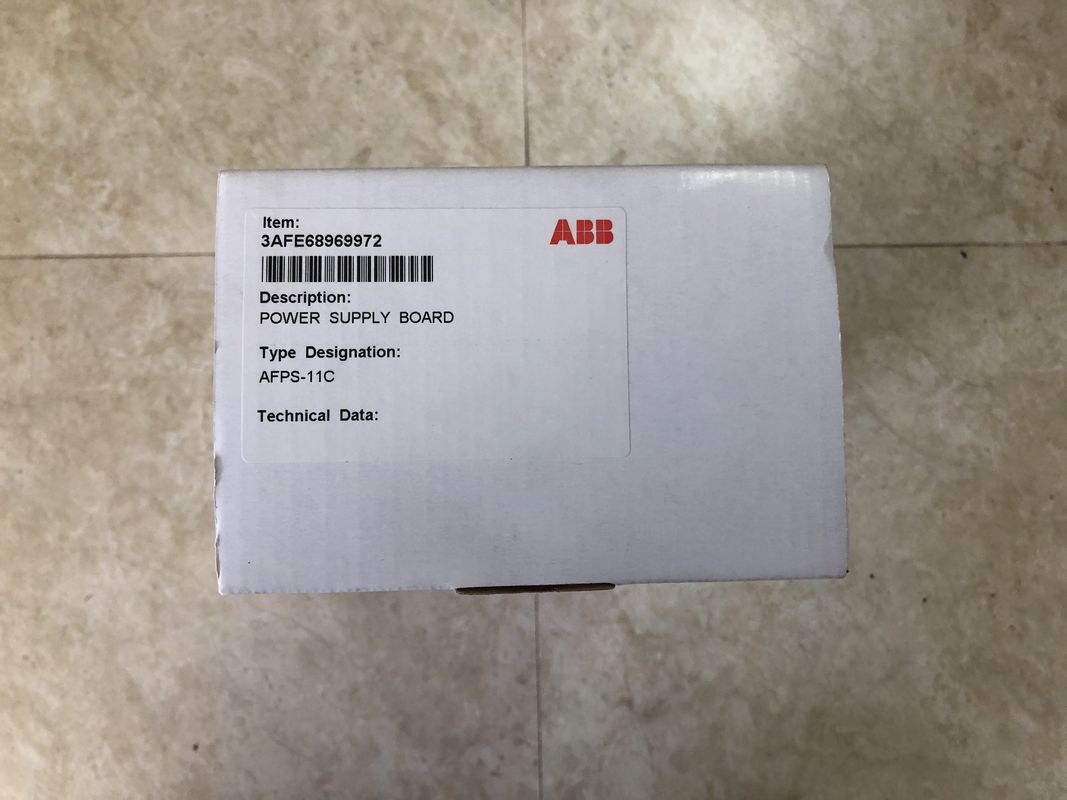 Item:
3AFE68969972
ABB
Description:
POWER SUPPLY BOARD
Type Designation:
AFPS-11C
Technical Data: